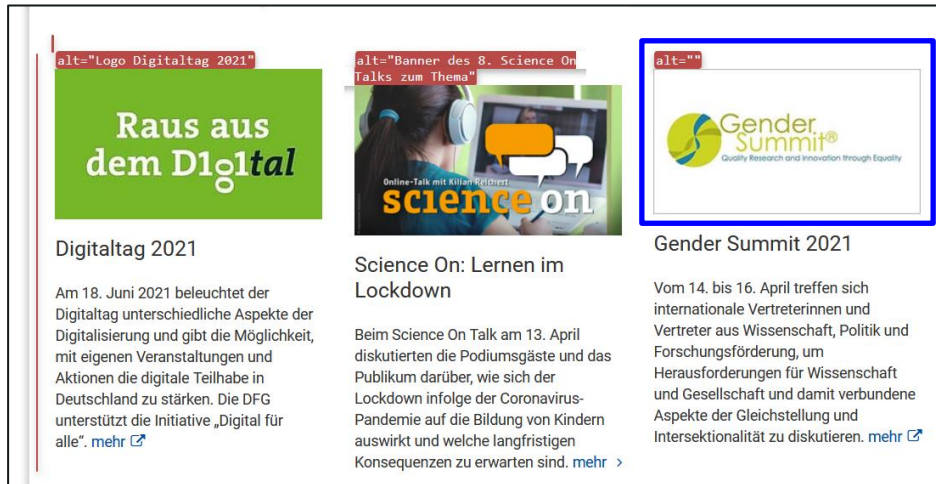 alt="Logo Digitaltag 2021"
Raus aus
dem D1g1tal
Digitaltag 2021
Am 18. Juni 2021 beleuchtet der
Digitaltag unterschiedliche Aspekte der
Digitalisierung und gibt die Möglichkeit,
mit eigenen Veranstaltungen und
Aktionen die digitale Teilhabe in
Deutschland zu stärken. Die DFG
unterstützt die Initiative „Digital für
alle“. mehr
alt="Banner des 8. Science On
Talks zum Thema"
Online-Talk mit Kilian Reichert
science on
Science On: Lernen im
Lockdown
Beim Science On Talk am 13. April
diskutierten die Podiumsgäste und das
Publikum darüber, wie sich der
Lockdown infolge der Coronavirus-
Pandemie auf die Bildung von Kindern
auswirkt und welche langfristigen
Konsequenzen zu erwarten sind. mehr >
alt=""
Gender
Summit®
Quality Research and Innovation through Equality
Gender Summit 2021
Vom 14. bis 16. April treffen sich
internationale Vertreterinnen und
Vertreter aus Wissenschaft, Politik und
Forschungsförderung, um
Herausforderungen für Wissenschaft
und Gesellschaft und damit verbundene
Aspekte der Gleichstellung und
Intersektionalität zu diskutieren. mehr